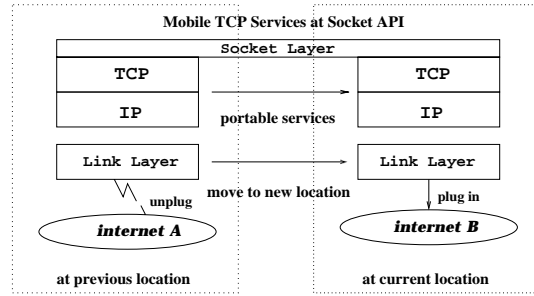 Mobile TCP Services at Socket API
Socket Layer
TCP
TCP
IP
IP
portable services
Link Layer
Link Layer
move to new location
unplug
plug in
internet A
internet B
at previous location
at current location